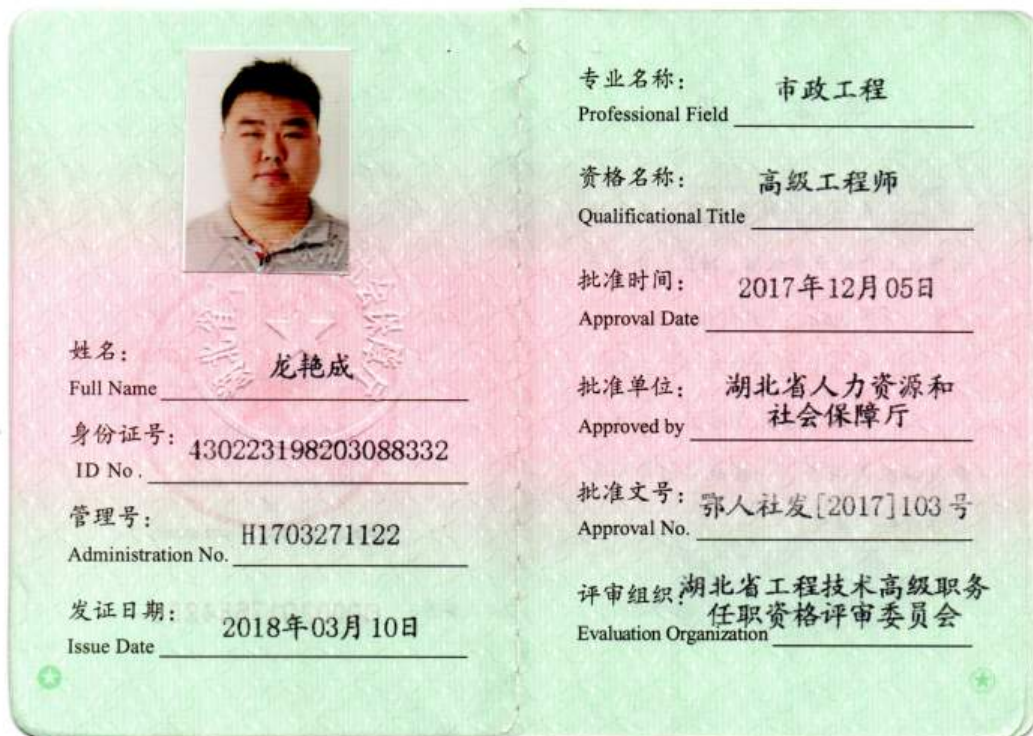 姓名：
Full Name
龙艳成
身份证号：
ID No .
430223198203088332
管理号：
Administration No.
H1703271122
发证日期：
Issue Date
2018年03月10日
专业名称：
Professional Field
市政工程
资格名称：
Qualificational Title
高级工程师
批准时间：
Approval Date
2017年12月05日
批准单位：
Approved by
湖北省人力资源和
社会保障厅
批准文号：
Approval No.
鄂人社发[2017]103号
评审组织：
Evaluation Organization
湖北省工程技术高级职务
任职资格评审委员会